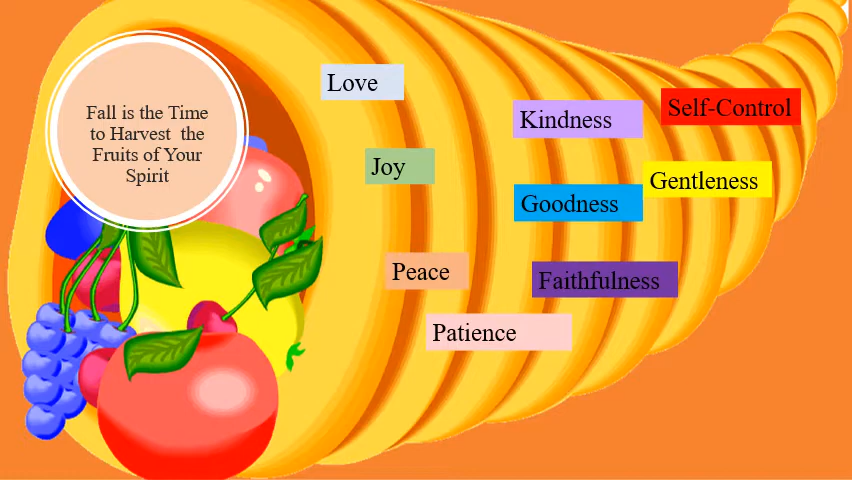 Fall is the Time
to Harvest  the
Fruits of Your
Spirit
Love
Joy
Peace
Patience
Kindness
Goodness
Faithfulness
Gentleness
Self-Control